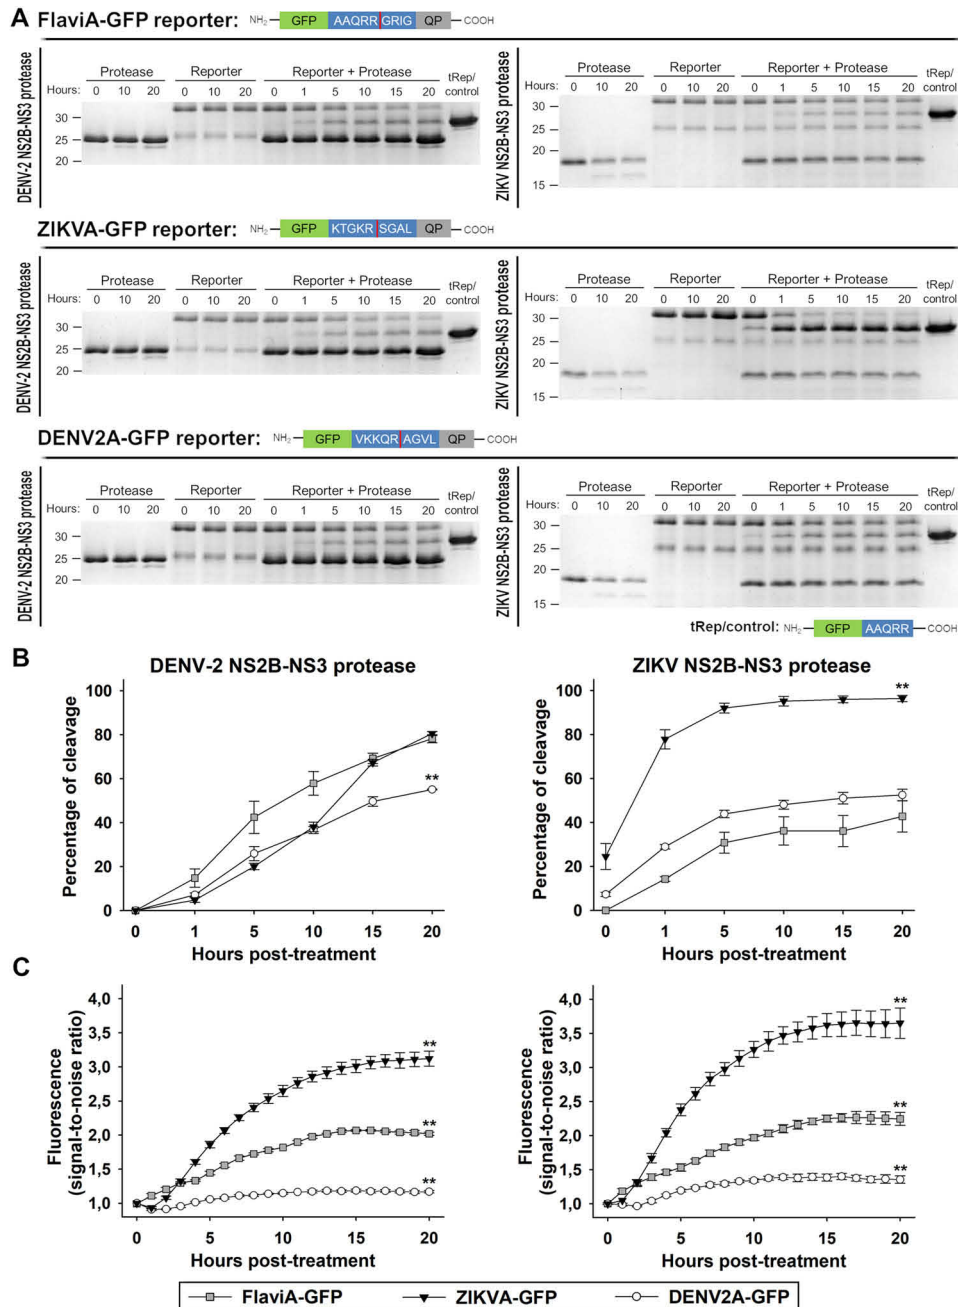 A
FlaviA-GFP reporter: NH2 GFP AAQRR GRIG QP COOH
DENV-2 NS2B-NS3 protease
Protease Reporter Reporter + Protease tRep/control
Hours: 0 10 20 0 10 20 0 1 5 10 15 20
30
25
20
ZIKV NS2B-NS3 protease
Protease Reporter Reporter + Protease tRep/control
Hours: 0 10 20 0 10 20 0 1 5 10 15 20
30
25
20
15
ZIKVA-GFP reporter: NH2 GFP KTGKR SGAL QP COOH
DENV-2 NS2B-NS3 protease
Protease Reporter Reporter + Protease tRep/control
Hours: 0 10 20 0 10 20 0 1 5 10 15 20
30
25
20
ZIKV NS2B-NS3 protease
Protease Reporter Reporter + Protease tRep/control
Hours: 0 10 20 0 10 20 0 1 5 10 15 20
30
25
20
15
DENV2A-GFP reporter: NH2 GFP VKKQR AGVL QP COOH
DENV-2 NS2B-NS3 protease
Protease Reporter Reporter + Protease tRep/control
Hours: 0 10 20 0 10 20 0 1 5 10 15 20
30
25
20
ZIKV NS2B-NS3 protease
Protease Reporter Reporter + Protease tRep/control
Hours: 0 10 20 0 10 20 0 1 5 10 15 20
30
25
20
15
tRep/control: NH2 GFP AAQRR COOH
B
DENV-2 NS2B-NS3 protease
Percentage of cleavage
100
80
60
40
20
0
**
0 1 5 10 15 20
Hours post-treatment
ZIKV NS2B-NS3 protease
Percentage of cleavage
100
80
60
40
20
0
**
0 1 5 10 15 20
Hours post-treatment
C
Fluorescence
(signal-to-noise ratio)
4,0
3,5
3,0
2,5
2,0
1,5
1,0
**
**
**
0 5 10 15 20
Hours post-treatment
Fluorescence
(signal-to-noise ratio)
4,0
3,5
3,0
2,5
2,0
1,5
1,0
**
**
**
0 5 10 15 20
Hours post-treatment
FlaviA-GFP ZIKVA-GFP DENV2A-GFP